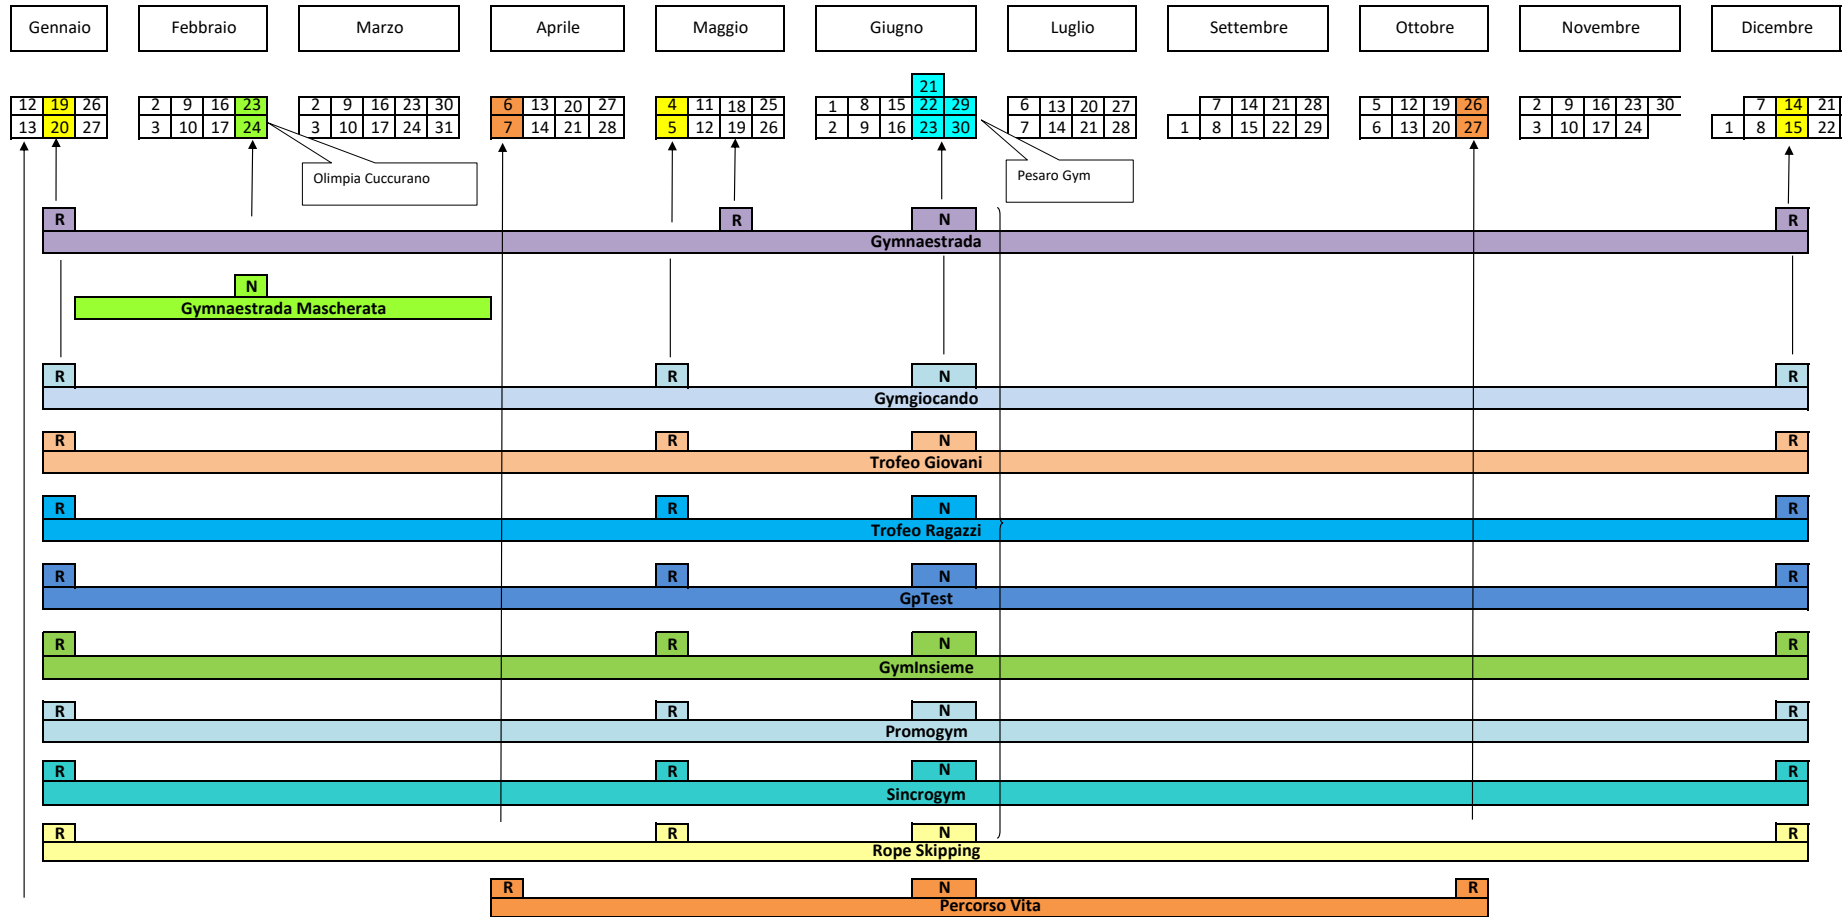 Gennaio Febbraio Marzo Aprile Maggio Giugno Luglio Settembre Ottobre Novembre Dicembre
21
12 19 26 2 9 16 23 2 9 16 23 30 6 13 20 27 4 11 18 25 1 8 15 22 29 6 13 20 27 7 14 21 28 5 12 19 26 2 9 16 23 30 7 14 21
13 20 27 3 10 17 24 3 10 17 24 31 7 14 21 28 5 12 19 26 2 9 16 23 30 7 14 21 28 1 8 15 22 29 6 13 20 27 3 10 17 24 1 8 15 22
Olimpia Cuccurano Pesaro Gym
R R N R
Gymnaestrada
N
Gymnaestrada Mascherata
R R N R
Gymgiocando
R R N R
Trofeo Giovani
R R N R
Trofeo Ragazzi
R R N R
GpTest
R R N R
GymInsieme
R R N R
Promogym
R R N R
Sincrogym
R R N R
Rope Skipping
R N R
Percorso Vita